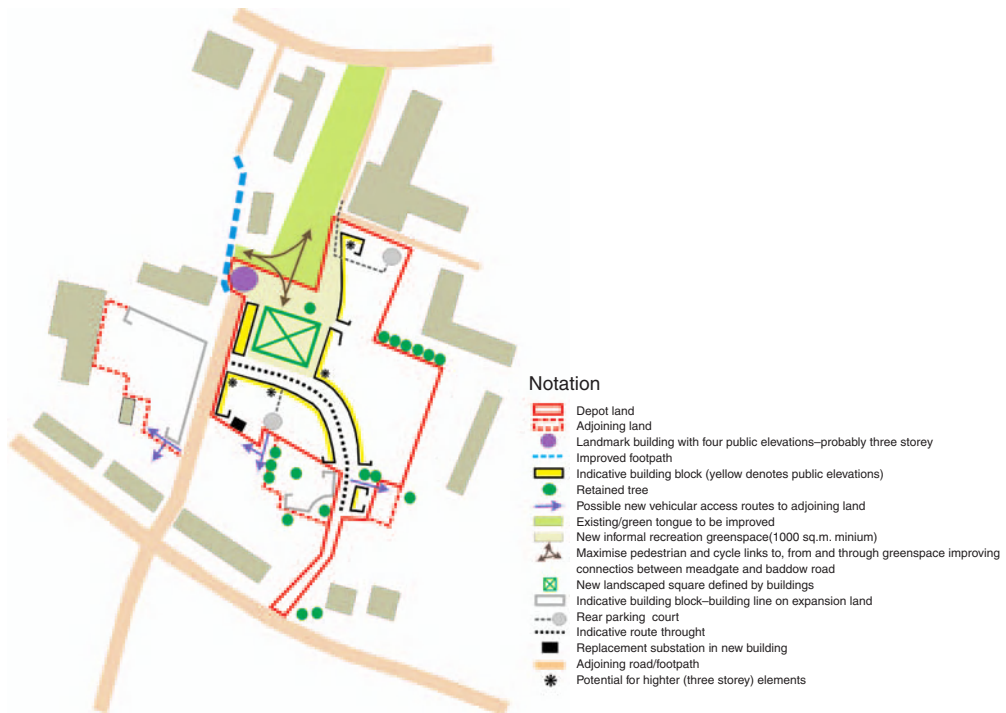 Notation
Depot land
Adjoining land
Landmark building with four public elevations–probably three storey
Improved footpath
Indicative building block (yellow denotes public elevations)
Retained tree
Possible new vehicular access routes to adjoining land
Existing/green tongue to be improved
New informal recreation greenspace(1000 sq.m. minium)
Maximise pedestrian and cycle links to, from and through greenspace improving
connectios between meadgate and baddow road
New landscaped square defined by buildings
Indicative building block–building line on expansion land
Rear parking court
Indicative route throught
Replacement substation in new building
Adjoining road/footpath
Potential for highter (three storey) elements